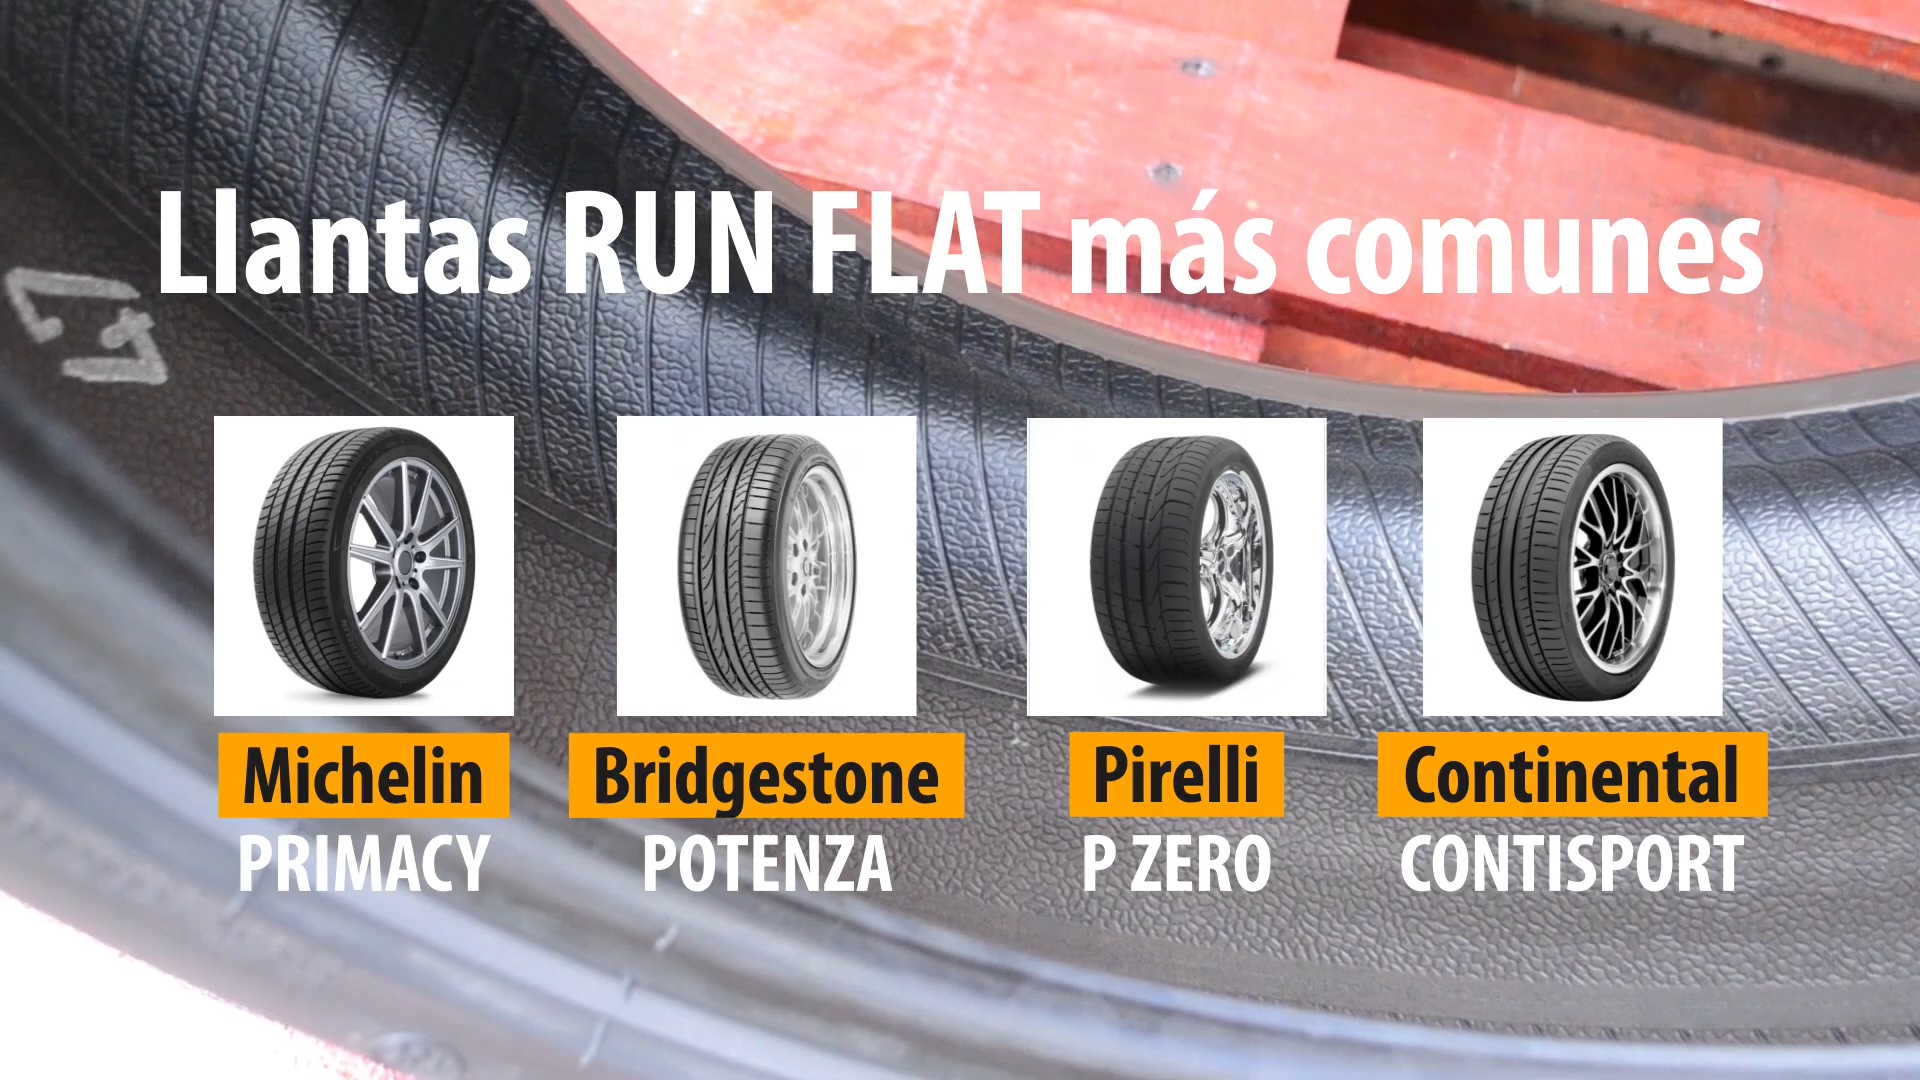 Llantas RUN FLAT más comunes
Michelin
PRIMACY
Bridgestone
POTENZA
Pirelli
P ZERO
Continental
CONTISPORT